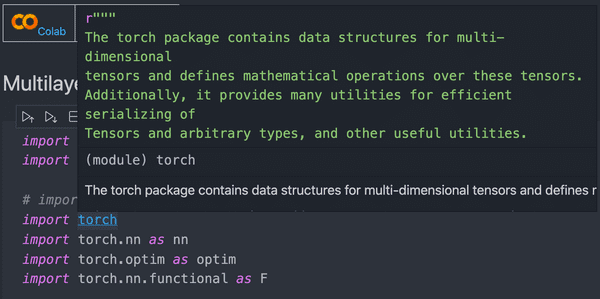 Colab
r"""
The torch package contains data structures for multi-
dimensional
tensors and defines mathematical operations over these tensors.
Additionally, it provides many utilities for efficient
serializing of
Tensors and arbitrary types, and other useful utilities.
(module) torch
The torch package contains data structures for multi-dimensional tensors and defines
Multilaye
import
import
# impor
import torch
import torch.nn as nn
import torch.optim as optim
import torch.nn.functional as F